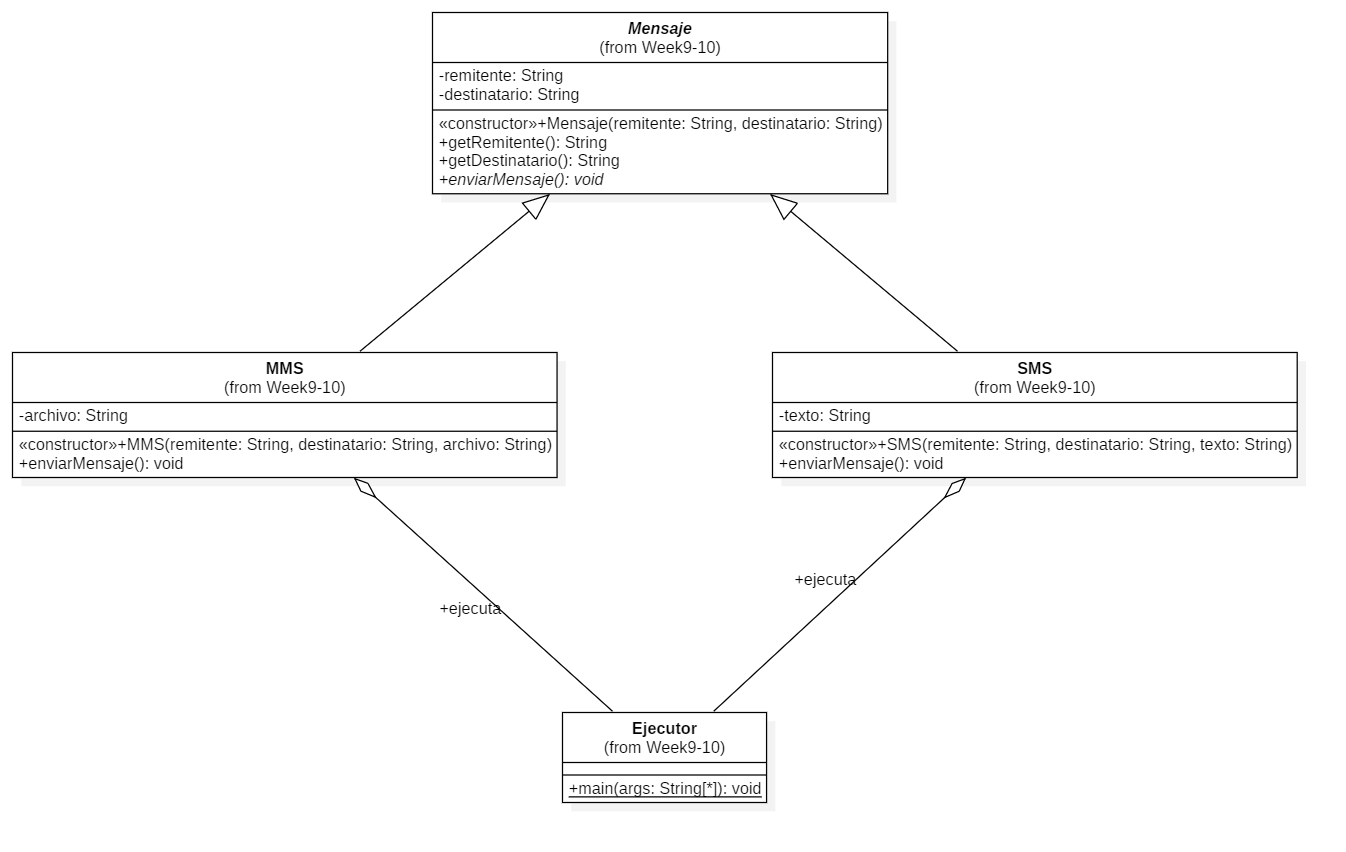 Mensaje
(from Week9-10)
-remitente: String
-destinatario: String
«constructor»+Mensaje(remitente: String, destinatario: String)
+getRemitente(): String
+getDestinatario(): String
+enviarMensaje(): void
MMS
(from Week9-10)
-archivo: String
«constructor»+MMS(remitente: String, destinatario: String, archivo: String)
+enviarMensaje(): void
SMS
(from Week9-10)
-texto: String
«constructor»+SMS(remitente: String, destinatario: String, texto: String)
+enviarMensaje(): void
+ejecuta
+ejecuta
Ejecutor
(from Week9-10)
+main(args: String[*]): void